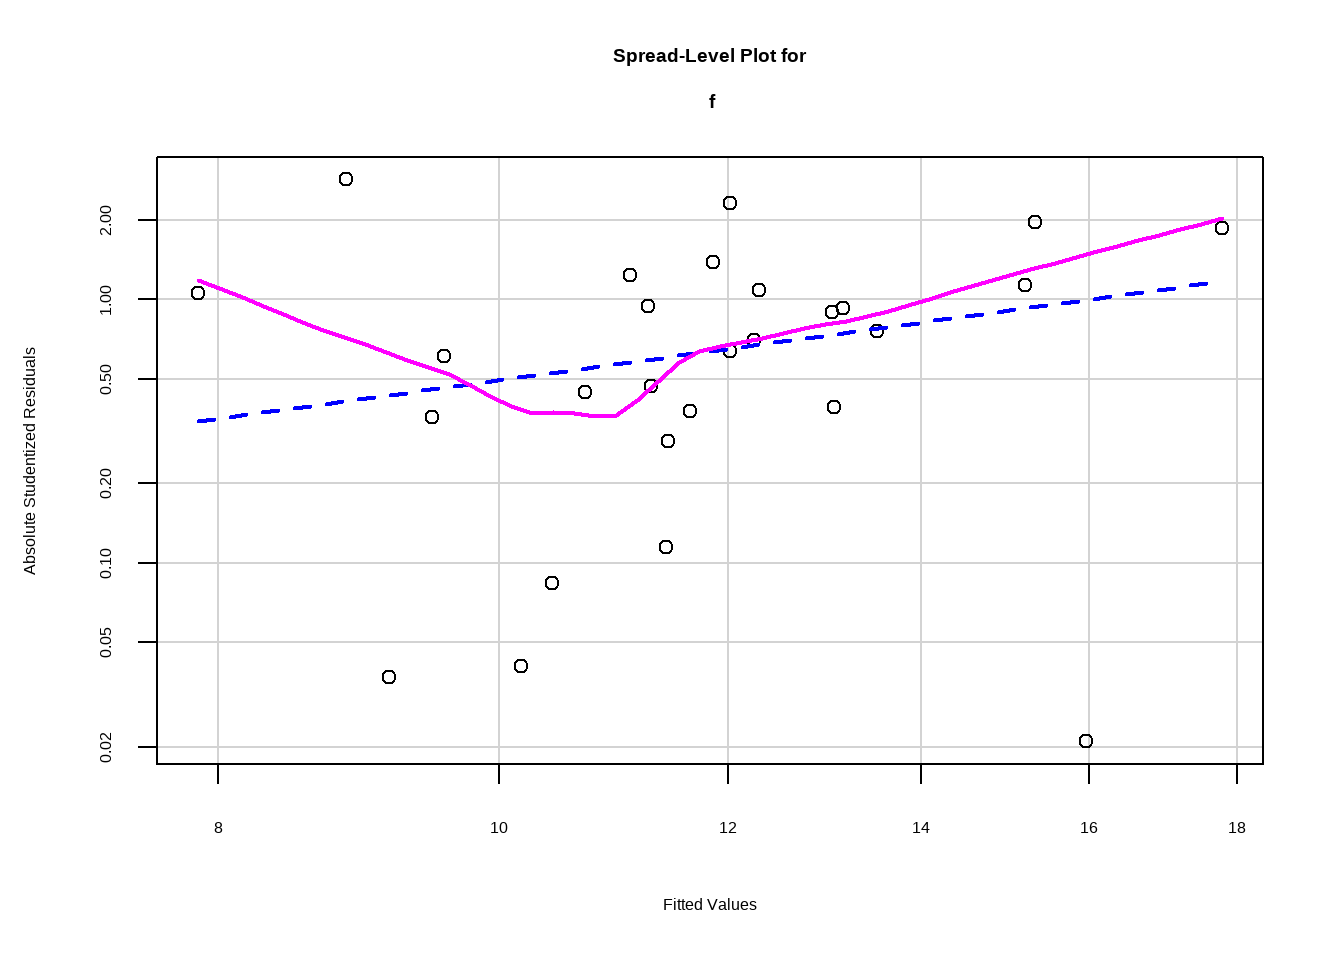 Spread-Level Plot for
f
Absolute Studentized Residuals
2.00
1.00
0.50
0.20
0.10
0.05
0.02
8 10 12 14 16 18
Fitted Values